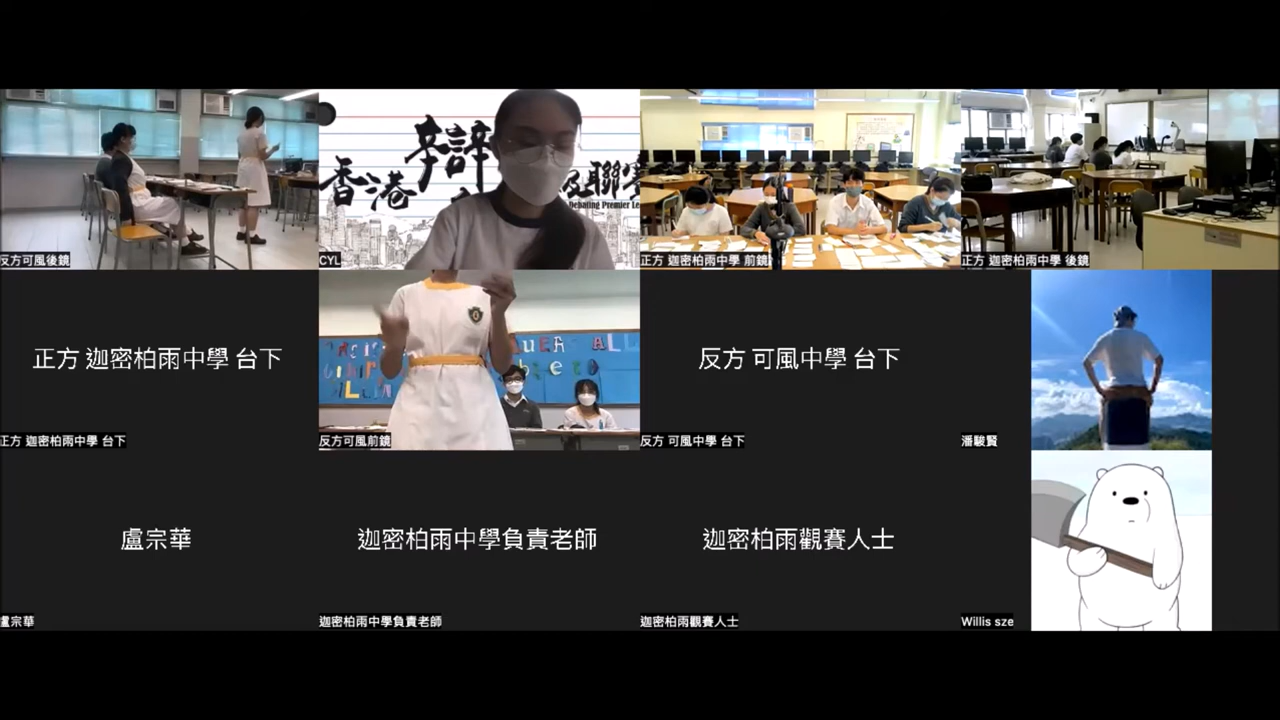 反方可風後鏡
香港
辯
級聯賽
Debating Premier Le
CYL
正方 迦密柏雨中學 前鏡
正方 迦密柏雨中學 後鏡
正方 迦密柏雨中學 台下
正方 迦密柏雨中學 台下
反方可風前鏡
反方 可風中學 台下
反方 可風中學 台下
潘駿賢
盧宗華
盧宗華
迦密柏雨中學負責老師
迦密柏雨中學負責老師
迦密柏雨觀賽人士
迦密柏雨觀賽人士
Willis sze